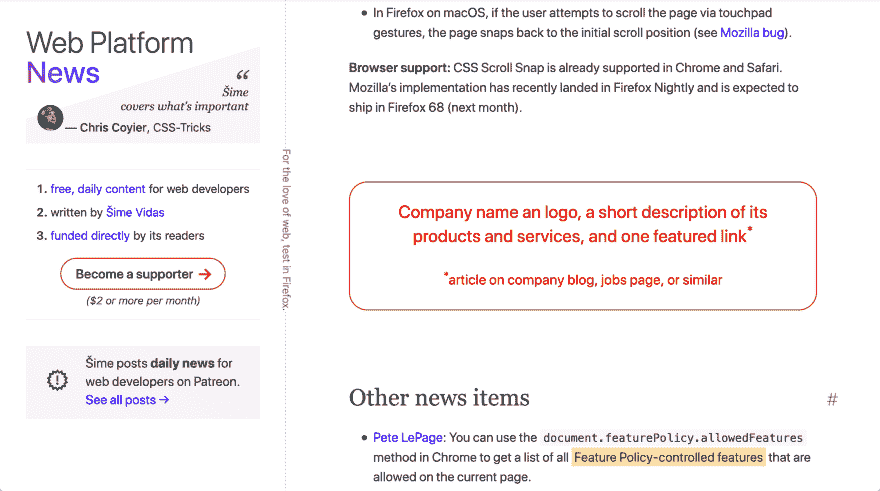 Web Platform
News
“
Šime
covers what's important
— Chris Coyier, CSS-Tricks
1. free, daily content for web developers
2. written by Šime Vidas
3. funded directly by its readers
Become a supporter →
($2 or more per month)
Šime posts daily news for
web developers on Patreon.
See all posts →
For the love of web, test in Firefox.
• In Firefox on macOS, if the user attempts to scroll the page via touchpad
gestures, the page snaps back to the initial scroll position (see Mozilla bug).
Browser support: CSS Scroll Snap is already supported in Chrome and Safari.
Mozilla's implementation has recently landed in Firefox Nightly and is expected to
ship in Firefox 68 (next month).
Company name an logo, a short description of its
products and services, and one featured link*
*article on company blog, jobs page, or similar
Other news items #
• Pete LePage: You can use the document.featurePolicy.allowedFeatures
method in Chrome to get a list of all Feature Policy-controlled features that are
allowed on the current page.